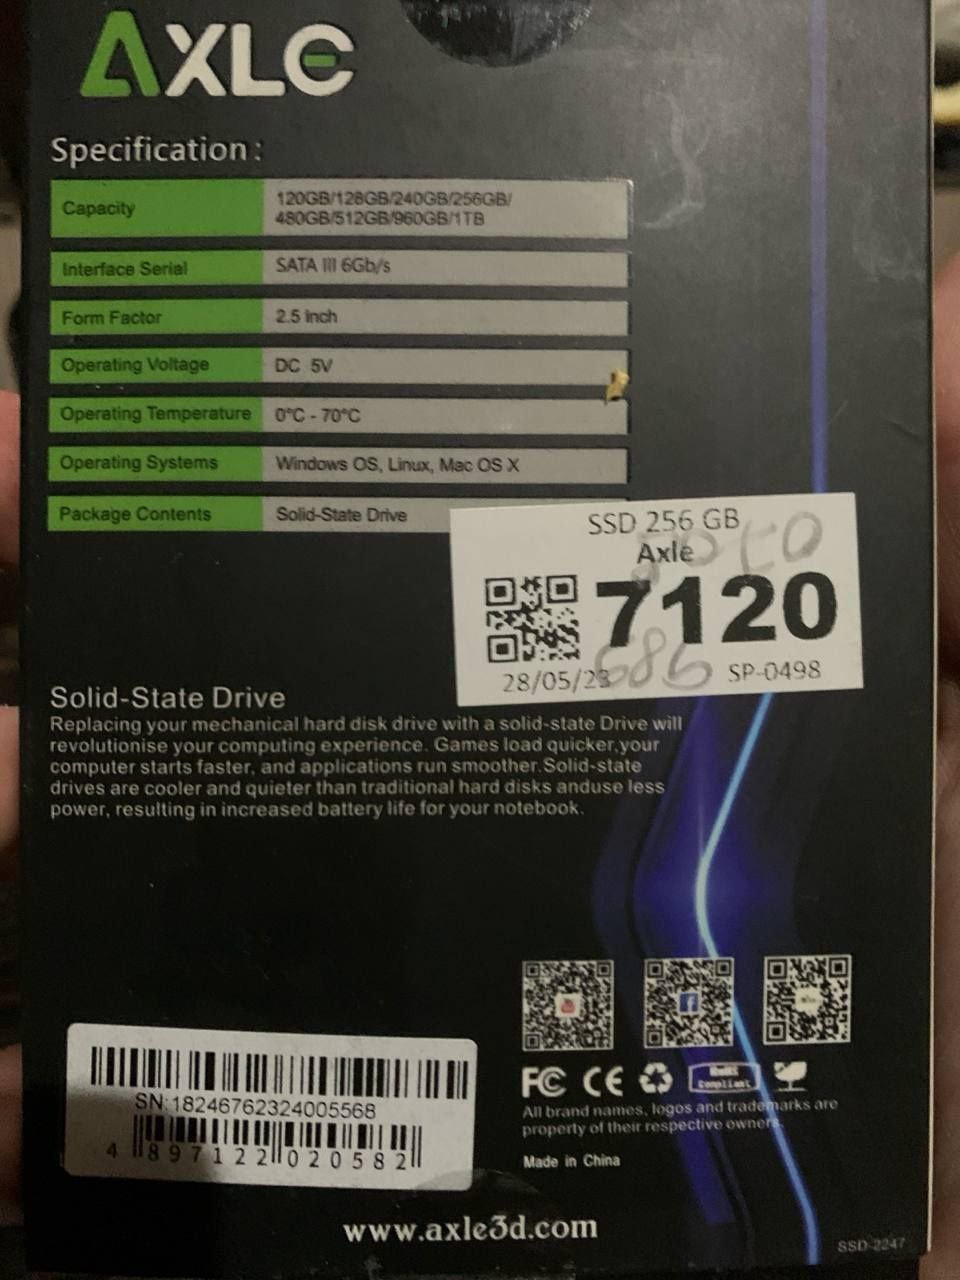 AXLE
Specification :
Capacity 120GB/128GB/240GB/256GB/
480GB/512GB/960GB/1TB
Interface Serial SATA III 6Gb/s
Form Factor 2.5 inch
Operating Voltage DC 5V
Operating Temperature 0°C - 70°C
Operating Systems Windows OS, Linux, Mac OS X
Package Contents Solid-State Drive
SSD 256 GB
Axle
7120
28/05/23 SP-0498
Solid-State Drive
Replacing your mechanical hard disk drive with a solid-state Drive will
revolutionise your computing experience. Games load quicker,your
computer starts faster, and applications run smoother.Solid-state
drives are cooler and quieter than traditional hard disks anduse less
power, resulting in increased battery life for your notebook.
SN:18246762324005568
4 897122 020582
FC CE RoHS
Compliant
All brand names, logos and trademarks are
property of their respective owners.
Made in China
www.axle3d.com
SSD-2247